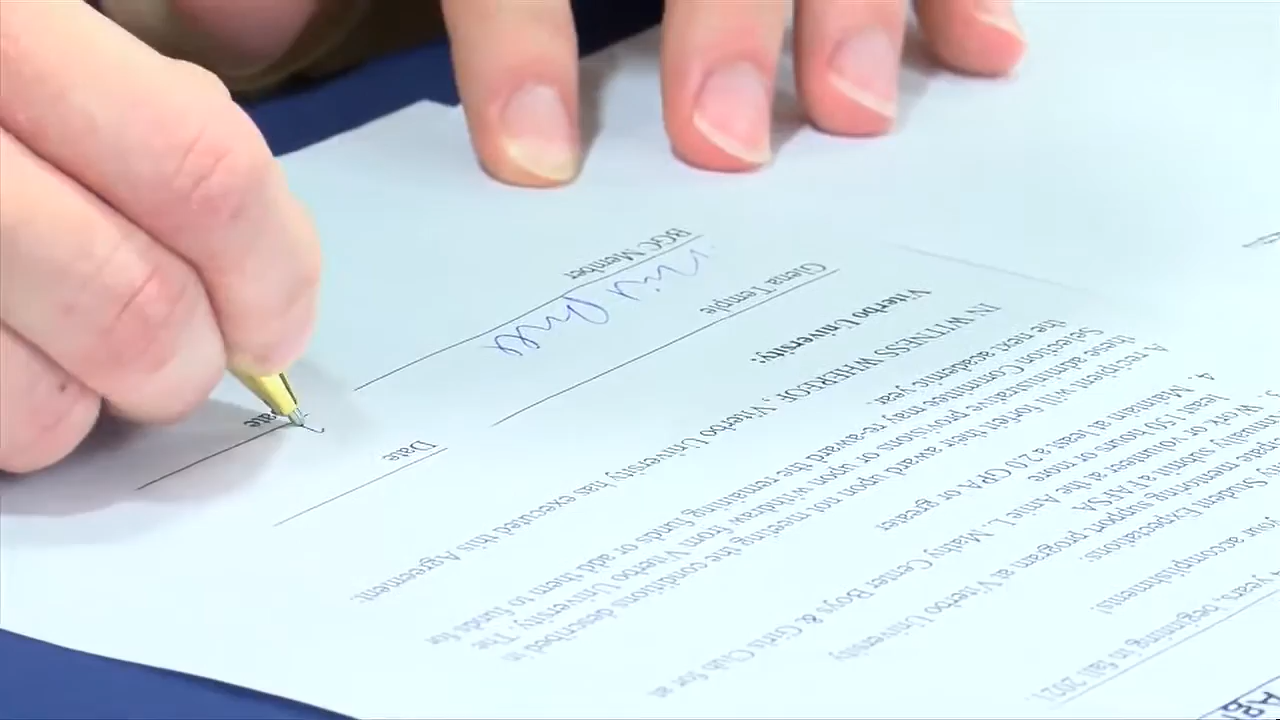 4 years, beginning in fall 2021
your accomplishments!
Student Expectations:
submit a FAFSA
mentoring support program at Viterbo University
3. Work or volunteer at the Amie L. Mathy Center Boys & Girls Club for at
least 150 hours or more
4. Maintain at least a 2.0 GPA or greater
A recipient will forfeit their award upon not meeting the conditions described in
these administrative provisions or upon withdraw from Viterbo University. The
Selection Committee may re-award the remaining funds or add them to funds for
the next academic year.
IN WITNESS WHEREOF, Viterbo University has executed this Agreement:
Viterbo University:
Glena Temple Date
BGC Member